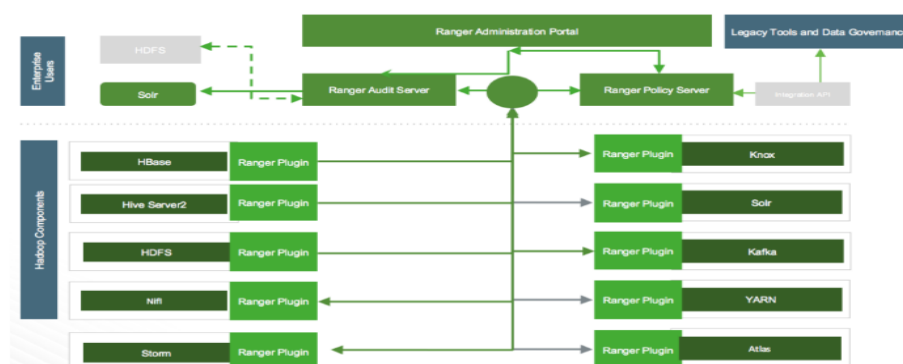 Ranger Administration Portal
Legacy Tools and Data Governance
Enterprise
Users
HDFS
Solr
Ranger Audit Server
Ranger Policy Server
Integration API
Hadoop Components
HBase
Ranger Plugin
Ranger Plugin
Knox
Hive Server2
Ranger Plugin
Ranger Plugin
Solr
HDFS
Ranger Plugin
Ranger Plugin
Kafka
Nifi
Ranger Plugin
Ranger Plugin
YARN
Storm
Ranger Plugin
Ranger Plugin
Atlas